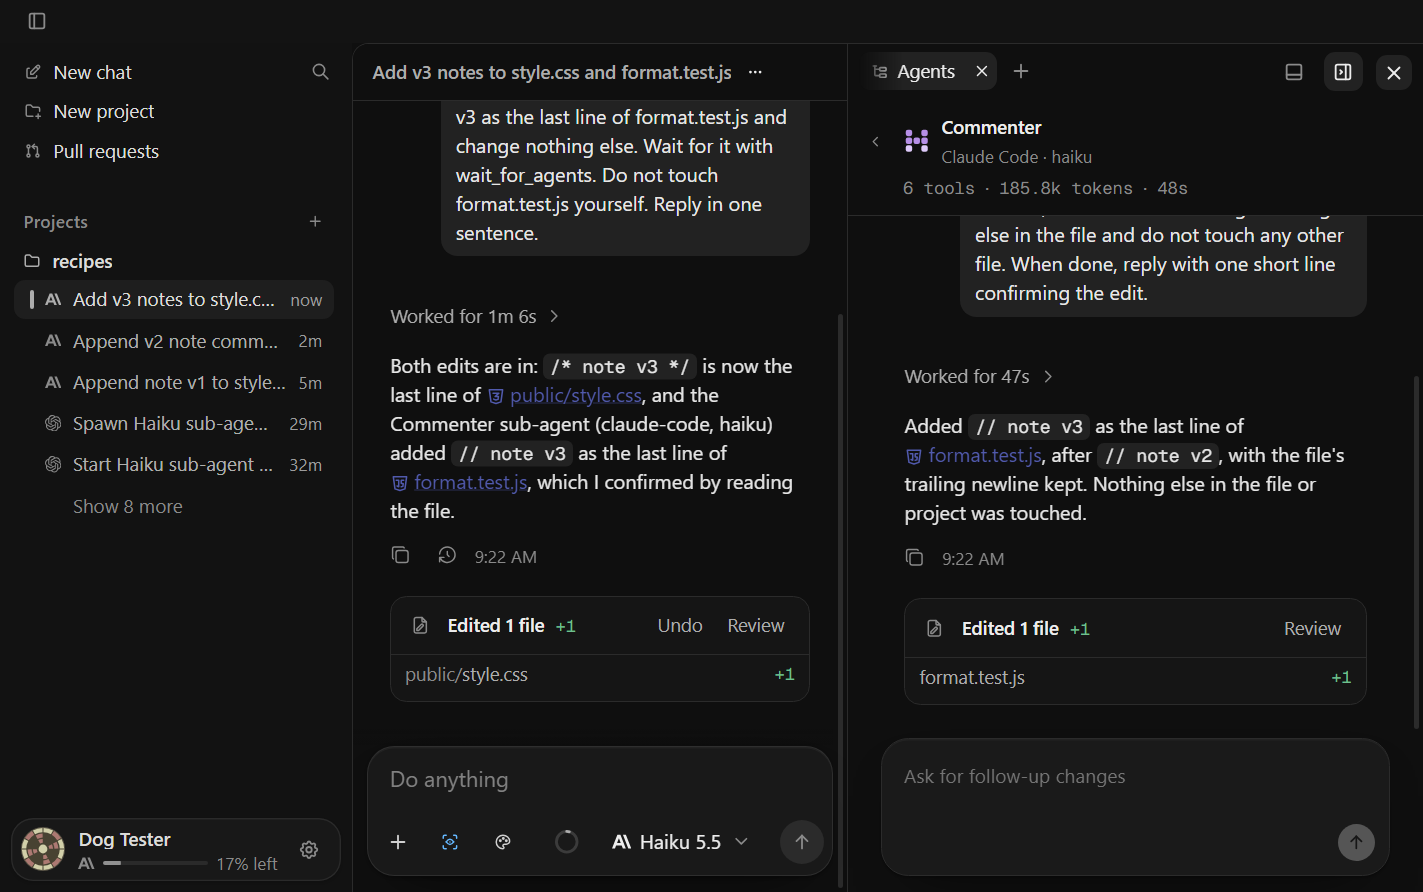 New chat
New project
Pull requests
Projects
recipes
Add v3 notes to style.c... now
Append v2 note comm... 2m
Append note v1 to style... 5m
Spawn Haiku sub-age... 29m
Start Haiku sub-agent ... 32m
Show 8 more
Dog Tester
17% left
Add v3 notes to style.css and format.test.js
v3 as the last line of format.test.js and
change nothing else. Wait for it with
wait_for_agents. Do not touch
format.test.js yourself. Reply in one
sentence.
Worked for 1m 6s
Both edits are in: /* note v3 */ is now the
last line of public/style.css, and the
Commenter sub-agent (claude-code, haiku)
added // note v3 as the last line of
format.test.js, which I confirmed by reading
the file.
9:22 AM
Edited 1 file +1 Undo Review
public/style.css +1
Do anything
Haiku 5.5
Agents
Commenter
Claude Code · haiku
6 tools · 185.8k tokens · 48s
else in the file and do not touch any other
file. When done, reply with one short line
confirming the edit.
Worked for 47s
Added // note v3 as the last line of
format.test.js, after // note v2, with the file's
trailing newline kept. Nothing else in the file or
project was touched.
9:22 AM
Edited 1 file +1 Review
format.test.js +1
Ask for follow-up changes